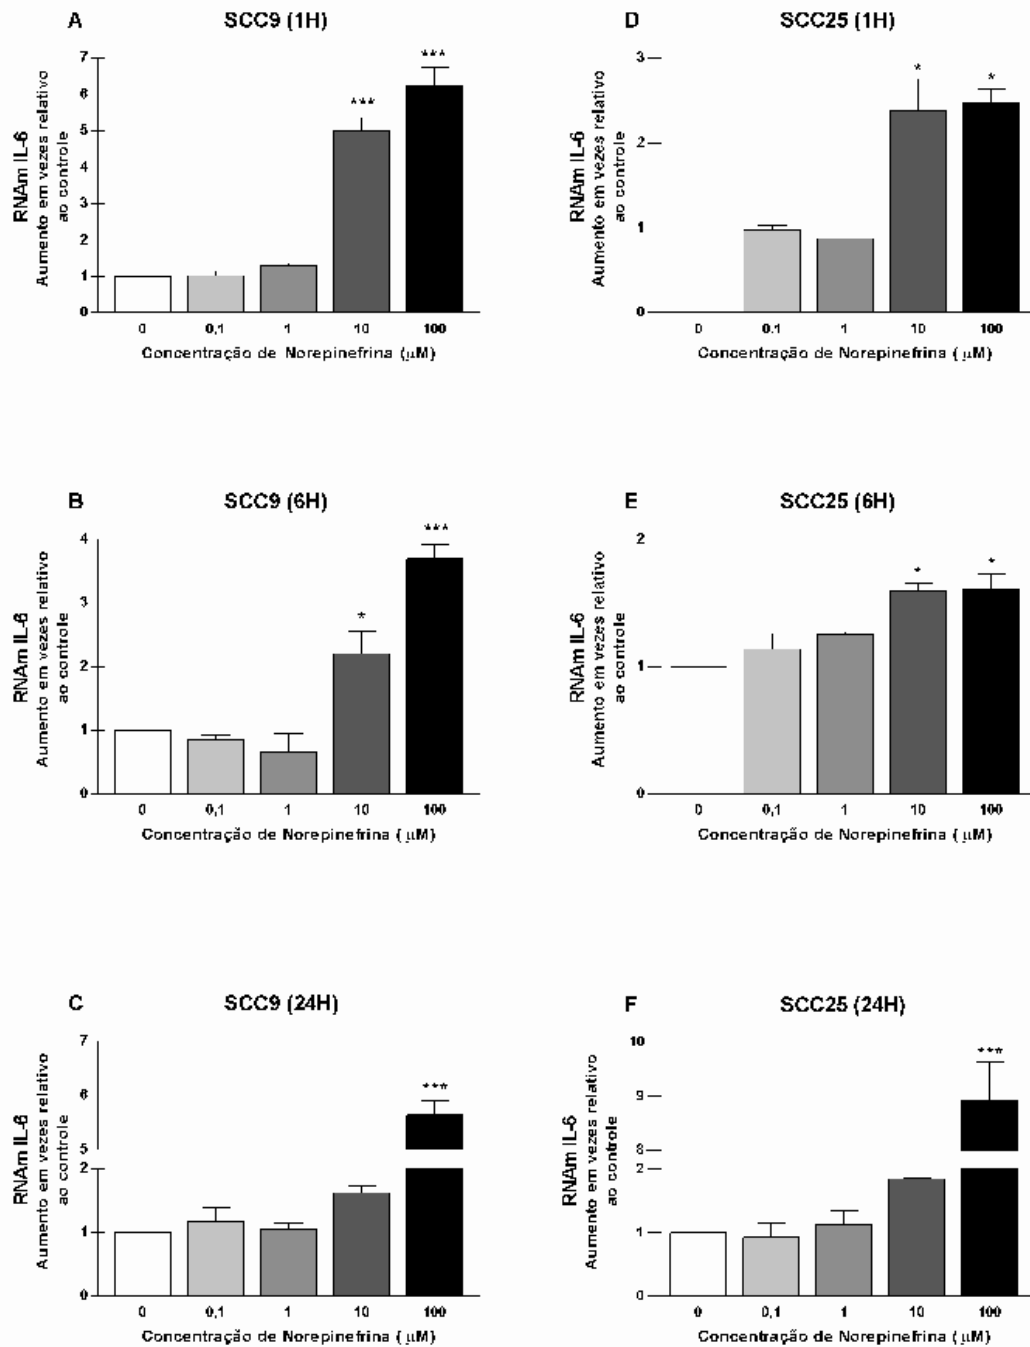 A
SCC9 (1H)
RNAm IL-6
Aumento em vezes relativo
ao controle
7
6
5
4
3
2
1
0
***
***
0 0,1 1 10 100
Concentração de Norepinefrina (µM)
D
SCC25 (1H)
RNAm IL-6
Aumento em vezes relativo
ao controle
3
2
1
0
*
*
0 0.1 1 10 100
Concentração de Norepinefrina ( µM)
B
SCC9 (6H)
RNAm IL-6
Aumento em vezes relativo
ao controle
4
3
2
1
0
*
***
0 0,1 1 10 100
Concentração de Norepinefrina ( µM)
E
SCC25 (6H)
RNAm IL-6
Aumento em vezes relativo
ao controle
2
1
0
*
*
0 0,1 1 10 100
Concentração de Norepinefrina ( µM)
C
SCC9 (24H)
RNAm IL-6
Aumento em vezes relativo
ao controle
7
6
5
2
1
0
***
0 0,1 1 10 100
Concentração de Norepinefrina ( µM)
F
SCC25 (24H)
RNAm IL-6
Aumento em vezes relativo
ao controle
10
9
8
2
1
0
***
0 0,1 1 10 100
Concentração de Norepinefrina ( µM)